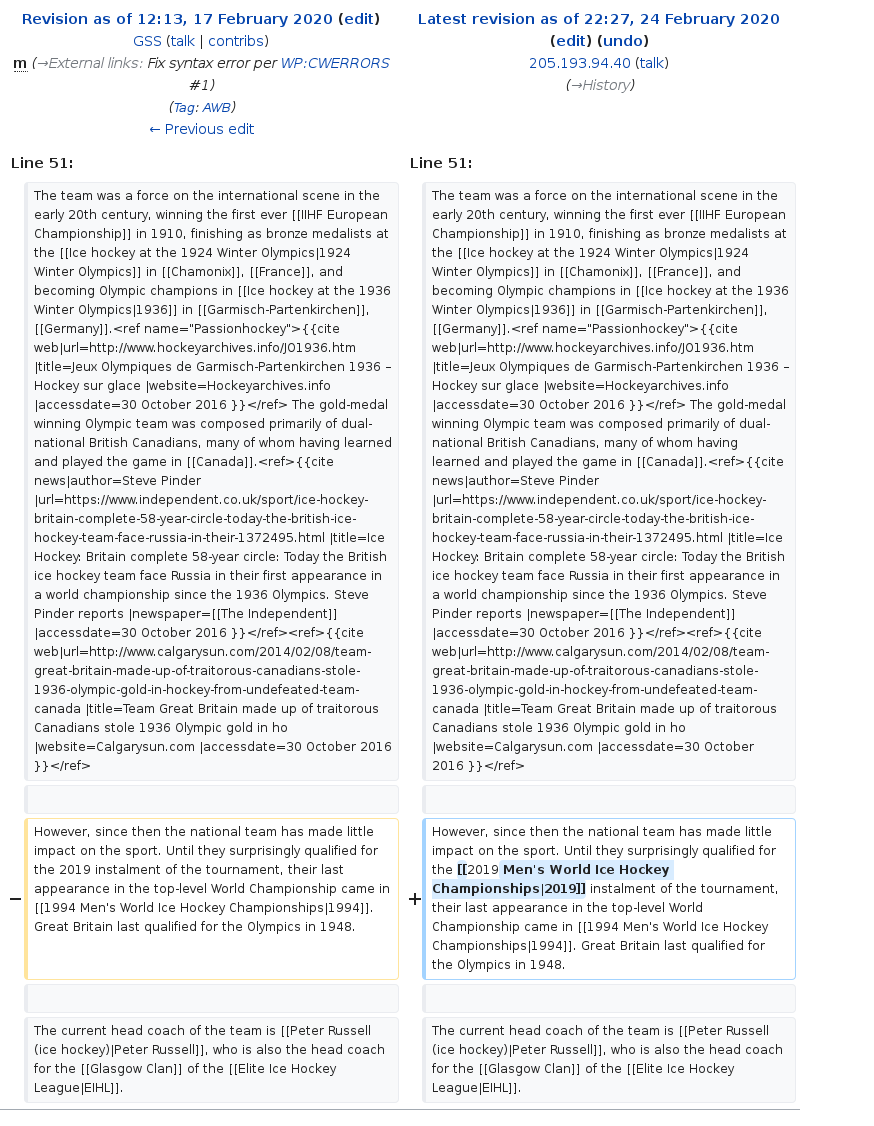 Revision as of 12:13, 17 February 2020 (edit)
GSS (talk | contribs)
m (→External links: Fix syntax error per WP:CWERRORS
#1)
(Tag: AWB)
← Previous edit
Latest revision as of 22:27, 24 February 2020
(edit) (undo)
205.193.94.40 (talk)
(→History)
Line 51:
Line 51:
The team was a force on the international scene in the
early 20th century, winning the first ever [[IIHF European
Championship]] in 1910, finishing as bronze medalists at
the [[Ice hockey at the 1924 Winter Olympics|1924
Winter Olympics]] in [[Chamonix]], [[France]], and
becoming Olympic champions in [[Ice hockey at the 1936
Winter Olympics|1936]] in [[Garmisch-Partenkirchen]],
[[Germany]].<ref name="Passionhockey">{{cite
web|url=http://www.hockeyarchives.info/JO1936.htm
|title=Jeux Olympiques de Garmisch-Partenkirchen 1936 –
Hockey sur glace |website=Hockeyarchives.info
|accessdate=30 October 2016 }}</ref> The gold-medal
winning Olympic team was composed primarily of dual-
national British Canadians, many of whom having learned
and played the game in [[Canada]].<ref>{{cite
news|author=Steve Pinder
|url=https://www.independent.co.uk/sport/ice-hockey-
britain-complete-58-year-circle-today-the-british-ice-
hockey-team-face-russia-in-their-1372495.html |title=Ice
Hockey: Britain complete 58-year circle: Today the British
ice hockey team face Russia in their first appearance in
a world championship since the 1936 Olympics. Steve
Pinder reports |newspaper=[[The Independent]]
|accessdate=30 October 2016 }}</ref><ref>{{cite
web|url=http://www.calgarysun.com/2014/02/08/team-
great-britain-made-up-of-traitorous-canadians-stole-
1936-olympic-gold-in-hockey-from-undefeated-team-
canada |title=Team Great Britain made up of traitorous
Canadians stole 1936 Olympic gold in ho
|website=Calgarysun.com |accessdate=30 October 2016
}}</ref>
The team was a force on the international scene in the
early 20th century, winning the first ever [[IIHF European
Championship]] in 1910, finishing as bronze medalists at
the [[Ice hockey at the 1924 Winter Olympics|1924
Winter Olympics]] in [[Chamonix]], [[France]], and
becoming Olympic champions in [[Ice hockey at the 1936
Winter Olympics|1936]] in [[Garmisch-Partenkirchen]],
[[Germany]].<ref name="Passionhockey">{{cite
web|url=http://www.hockeyarchives.info/JO1936.htm
|title=Jeux Olympiques de Garmisch-Partenkirchen 1936 –
Hockey sur glace |website=Hockeyarchives.info
|accessdate=30 October 2016 }}</ref> The gold-medal
winning Olympic team was composed primarily of dual-
national British Canadians, many of whom having
learned and played the game in [[Canada]].<ref>{{cite
news|author=Steve Pinder
|url=https://www.independent.co.uk/sport/ice-hockey-
britain-complete-58-year-circle-today-the-british-ice-
hockey-team-face-russia-in-their-1372495.html |title=Ice
Hockey: Britain complete 58-year circle: Today the British
ice hockey team face Russia in their first appearance in
a world championship since the 1936 Olympics. Steve
Pinder reports |newspaper=[[The Independent]]
|accessdate=30 October 2016 }}</ref><ref>{{cite
web|url=http://www.calgarysun.com/2014/02/08/team-
great-britain-made-up-of-traitorous-canadians-stole-
1936-olympic-gold-in-hockey-from-undefeated-team-
canada |title=Team Great Britain made up of traitorous
Canadians stole 1936 Olympic gold in ho
|website=Calgarysun.com |accessdate=30 October
2016 }}</ref>
−
However, since then the national team has made little
impact on the sport. Until they surprisingly qualified for
the 2019 instalment of the tournament, their last
appearance in the top-level World Championship came in
[[1994 Men's World Ice Hockey Championships|1994]].
Great Britain last qualified for the Olympics in 1948.
+
However, since then the national team has made little
impact on the sport. Until they surprisingly qualified for
the [[2019 Men's World Ice Hockey
Championships|2019]] instalment of the tournament,
their last appearance in the top-level World
Championship came in [[1994 Men's World Ice Hockey
Championships|1994]]. Great Britain last qualified for
the Olympics in 1948.
The current head coach of the team is [[Peter Russell
(ice hockey)|Peter Russell]], who is also the head coach
for the [[Glasgow Clan]] of the [[Elite Ice Hockey
League|EIHL]].
The current head coach of the team is [[Peter Russell
(ice hockey)|Peter Russell]], who is also the head coach
for the [[Glasgow Clan]] of the [[Elite Ice Hockey
League|EIHL]].